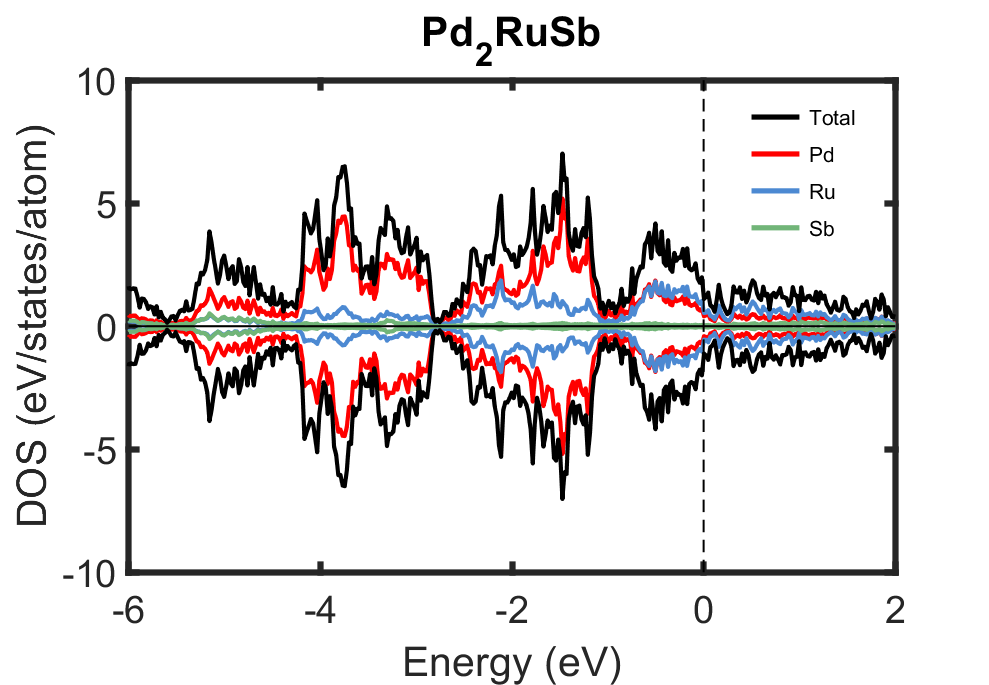 Pd2RuSb
DOS (eV/states/atom)
10
5
0
-5
-10
Total
Pd
Ru
Sb
-6 -4 -2 0 2
Energy (eV)